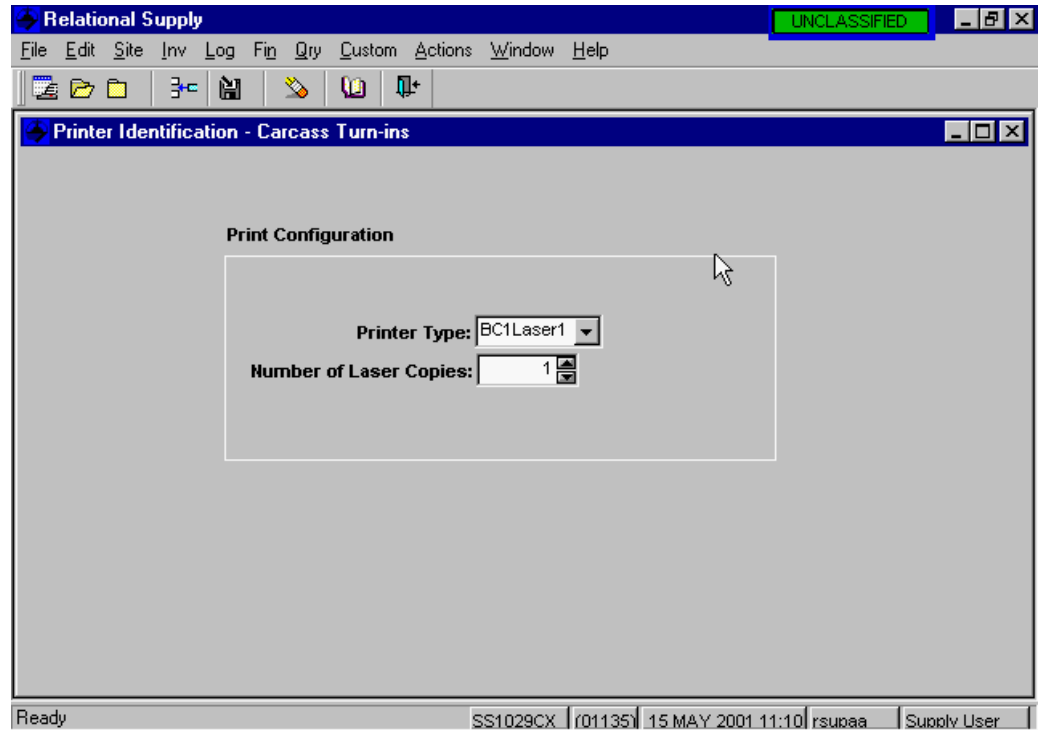 Relational Supply UNCLASSIFIED
File Edit Site Inv Log Fin Qry Custom Actions Window Help
Printer Identification - Carcass Turn-ins
Print Configuration
Printer Type: BC1Laser1
Number of Laser Copies: 1
Ready SS1029CX (01135) 15 MAY 2001 11:10 rsupaa Supply User